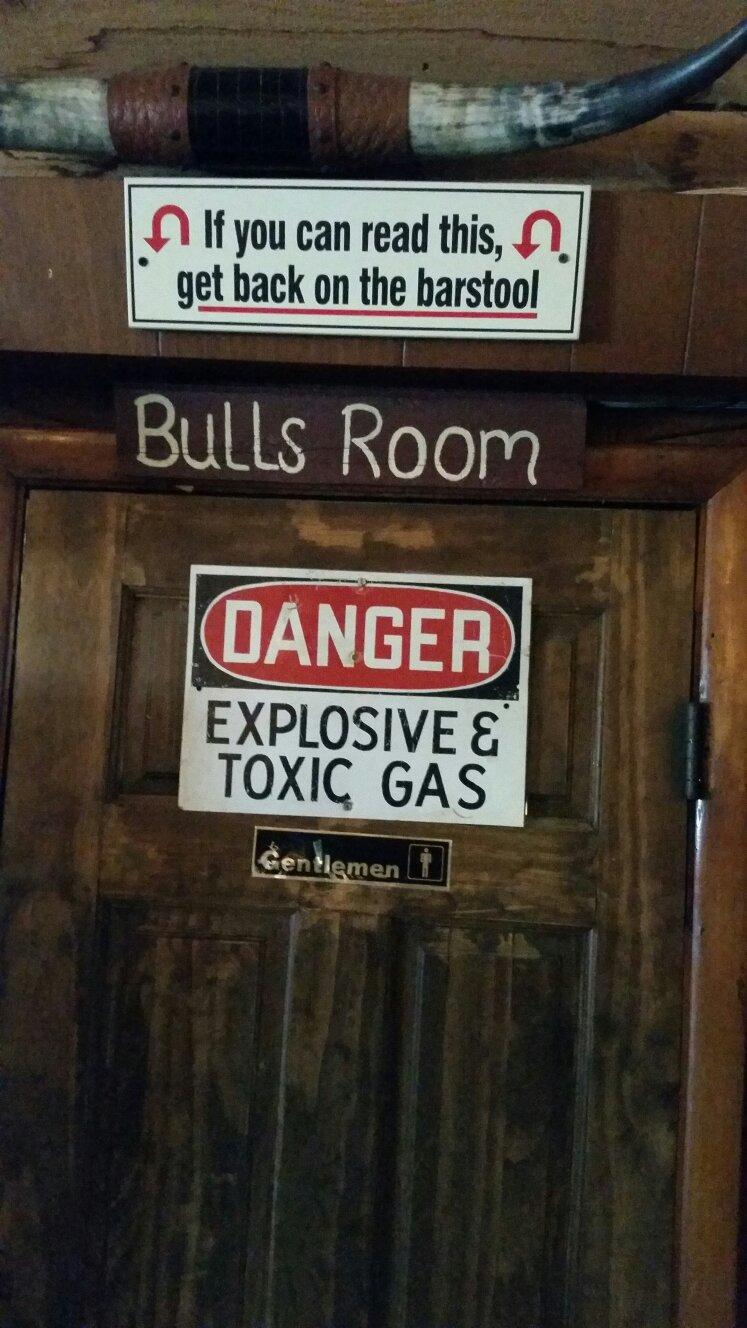 If you can read this,
get back on the barstool
Bulls Room
DANGER
EXPLOSIVE &
TOXIC GAS
Gentlemen